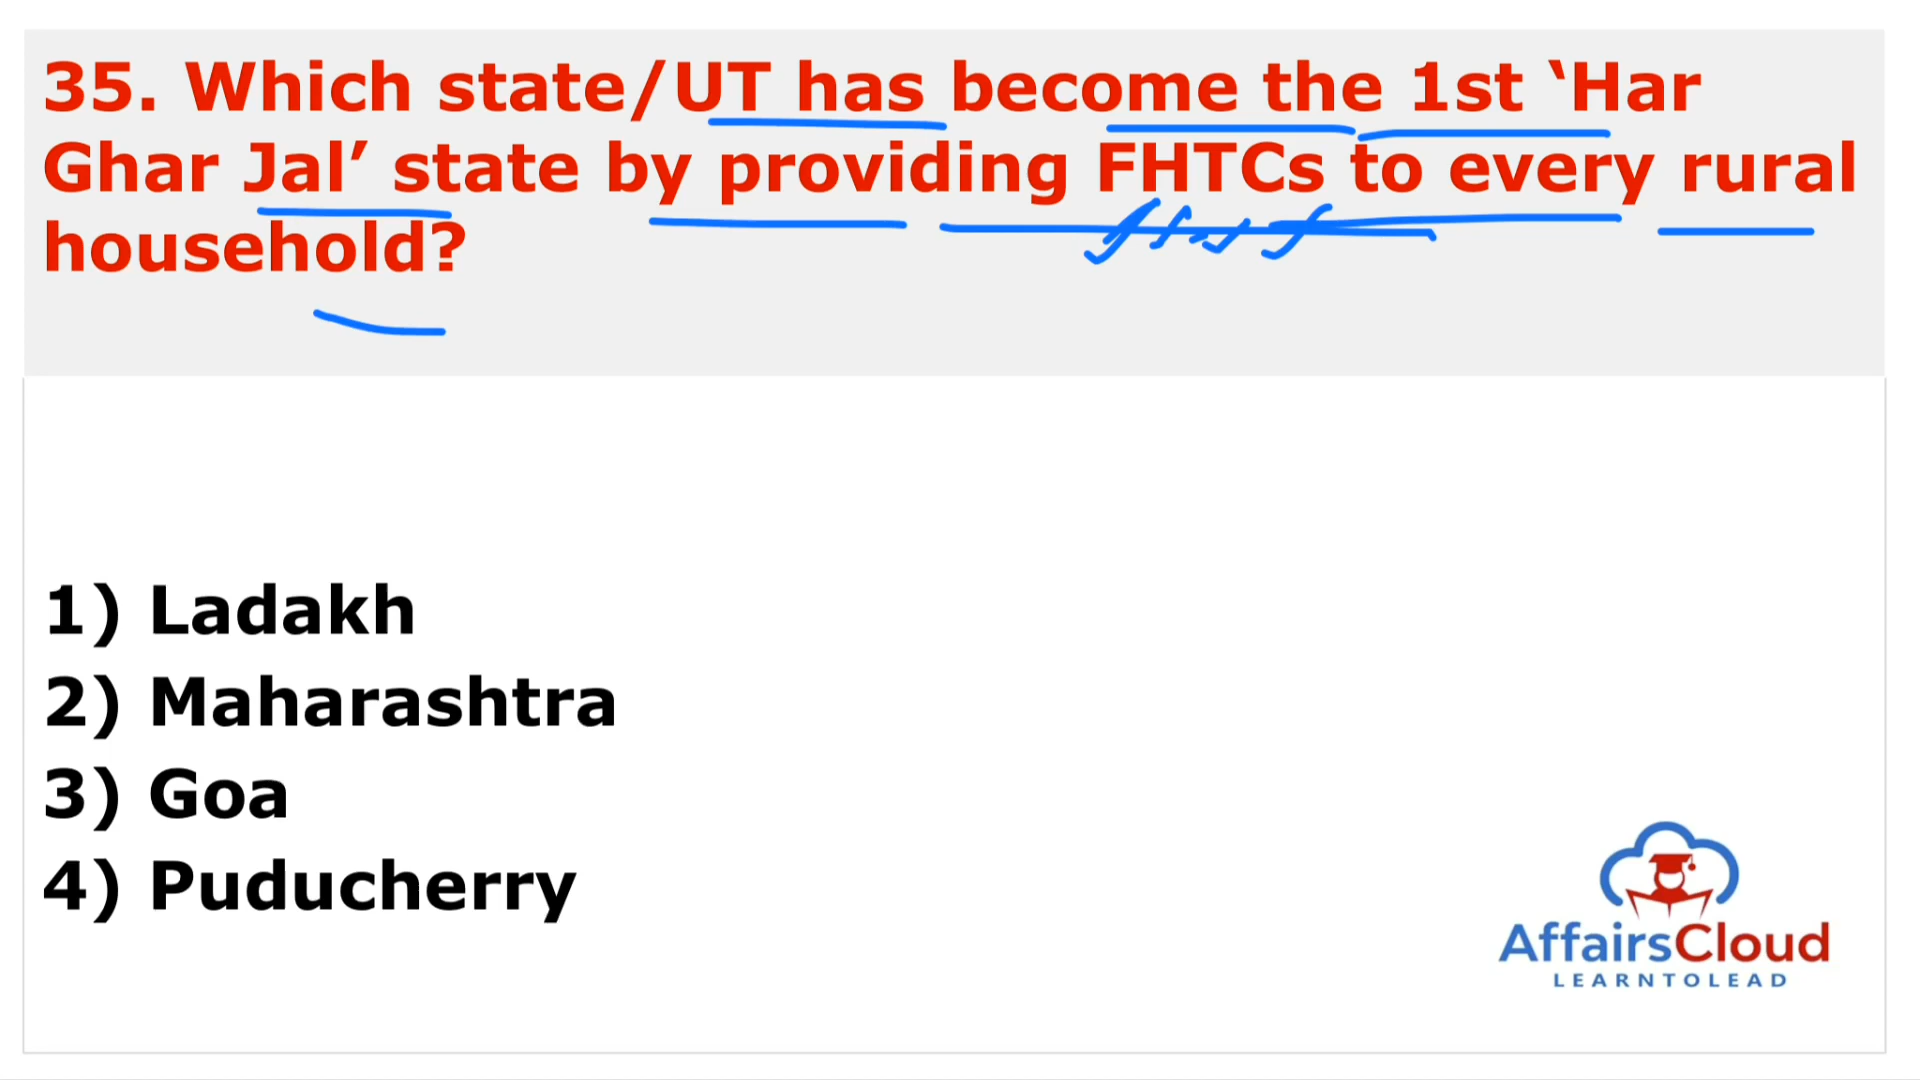 35. Which state/UT has become the 1st ‘Har
Ghar Jal’ state by providing FHTCs to every rural
household?
1) Ladakh
2) Maharashtra
3) Goa
4) Puducherry
AffairsCloud
LEARNTOLEAD